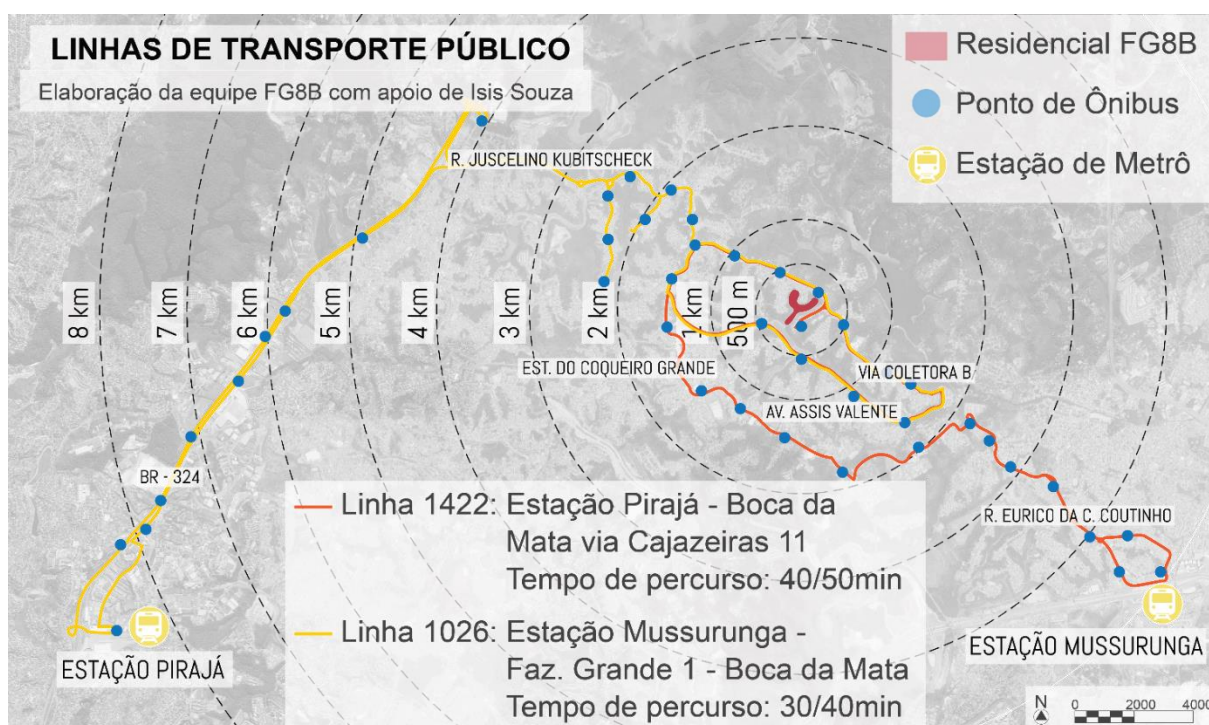 LINHAS DE TRANSPORTE PÚBLICO
Elaboração da equipe FG8B com apoio de Isis Souza
Residencial FG8B
Ponto de Ônibus
Estação de Metrô
R. JUSCELINO KUBITSCHECK
8 km
7 km
6 km
5 km
4 km
3 km
2 km
1 km
500 m
EST. DO COQUEIRO GRANDE
VIA COLETORA B
AV. ASSIS VALENTE
BR - 324
R. EURICO DA C. COUTINHO
ESTAÇÃO PIRAJÁ
ESTAÇÃO MUSSURUNGA
Linha 1422: Estação Pirajá - Boca da
Mata via Cajazeiras 11
Tempo de percurso: 40/50min
Linha 1026: Estação Mussurunga -
Faz. Grande 1 - Boca da Mata
Tempo de percurso: 30/40min
N
0 2000 4000